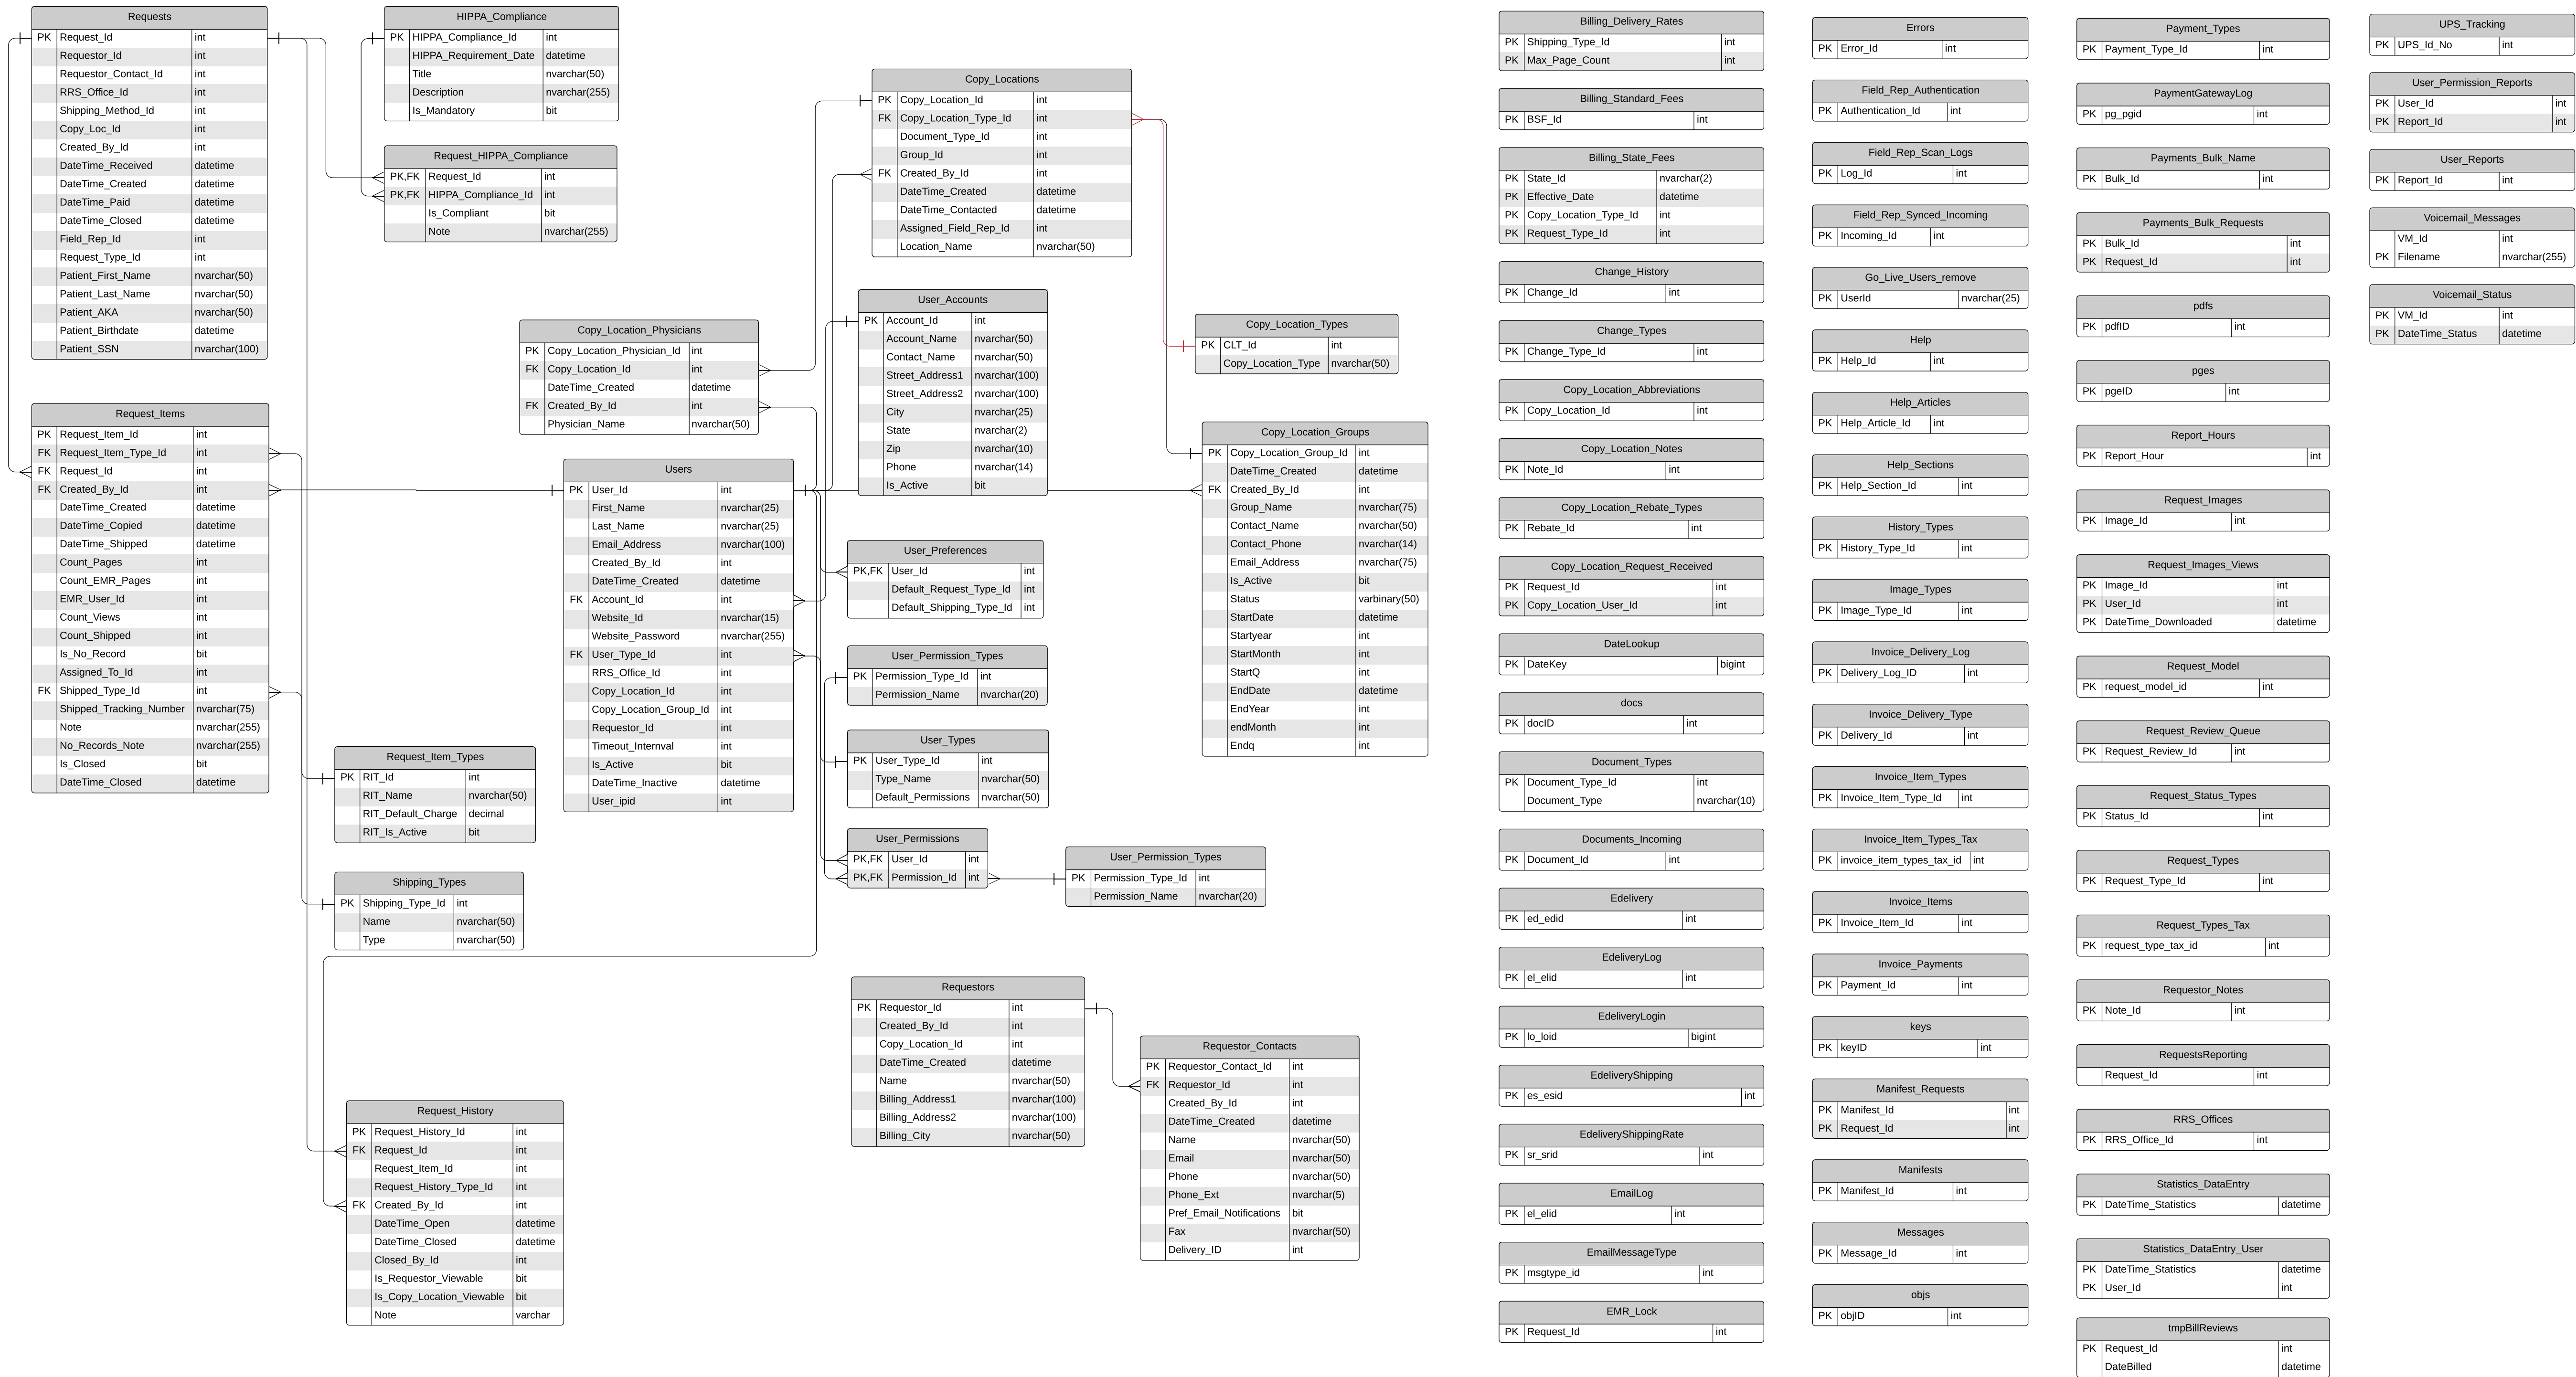 Requests
PK Request_Id int
Requestor_Id int
Requestor_Contact_Id int
RRS_Office_Id int
Shipping_Method_Id int
Copy_Loc_Id int
Created_By_Id int
DateTime_Received datetime
DateTime_Created datetime
DateTime_Paid datetime
DateTime_Closed datetime
Field_Rep_Id int
Request_Type_Id int
Patient_First_Name nvarchar(50)
Patient_Last_Name nvarchar(50)
Patient_AKA nvarchar(50)
Patient_Birthdate datetime
Patient_SSN nvarchar(100)
Request_Items
PK Request_Item_Id int
FK Request_Item_Type_Id int
FK Request_Id int
FK Created_By_Id int
DateTime_Created datetime
DateTime_Copied datetime
DateTime_Shipped datetime
Count_Pages int
Count_EMR_Pages int
EMR_User_Id int
Count_Views int
Count_Shipped int
Is_No_Record bit
Assigned_To_Id int
FK Shipped_Type_Id int
Shipped_Tracking_Number nvarchar(75)
Note nvarchar(255)
No_Records_Note nvarchar(255)
Is_Closed bit
DateTime_Closed datetime
HIPPA_Compliance
PK HIPPA_Compliance_Id int
HIPPA_Requirement_Date datetime
Title nvarchar(50)
Description nvarchar(255)
Is_Mandatory bit
Request_HIPPA_Compliance
PK,FK Request_Id int
PK,FK HIPPA_Compliance_Id int
Is_Compliant bit
Note nvarchar(255)
Copy_Location_Physicians
PK Copy_Location_Physician_Id int
FK Copy_Location_Id int
DateTime_Created datetime
FK Created_By_Id int
Physician_Name nvarchar(50)
Users
PK User_Id int
First_Name nvarchar(25)
Last_Name nvarchar(25)
Email_Address nvarchar(100)
Created_By_Id int
DateTime_Created datetime
FK Account_Id int
Website_Id nvarchar(15)
Website_Password nvarchar(255)
FK User_Type_Id int
RRS_Office_Id int
Copy_Location_Id int
Copy_Location_Group_Id int
Requestor_Id int
Timeout_Internval int
Is_Active bit
DateTime_Inactive datetime
User_ipid int
Request_Item_Types
PK RIT_Id int
RIT_Name nvarchar(50)
RIT_Default_Charge decimal
RIT_Is_Active bit
Shipping_Types
PK Shipping_Type_Id int
Name nvarchar(50)
Type nvarchar(50)
Request_History
PK Request_History_Id int
FK Request_Id int
Request_Item_Id int
Request_History_Type_Id int
FK Created_By_Id int
DateTime_Open datetime
DateTime_Closed datetime
Closed_By_Id int
Is_Requestor_Viewable bit
Is_Copy_Location_Viewable bit
Note varchar
Copy_Locations
PK Copy_Location_Id int
FK Copy_Location_Type_Id int
Document_Type_Id int
Group_Id int
FK Created_By_Id int
DateTime_Created datetime
DateTime_Contacted datetime
Assigned_Field_Rep_Id int
Location_Name nvarchar(50)
User_Accounts
PK Account_Id int
Account_Name nvarchar(50)
Contact_Name nvarchar(50)
Street_Address1 nvarchar(100)
Street_Address2 nvarchar(100)
City nvarchar(25)
State nvarchar(2)
Zip nvarchar(10)
Phone nvarchar(14)
Is_Active bit
User_Preferences
PK,FK User_Id int
Default_Request_Type_Id int
Default_Shipping_Type_Id int
User_Permission_Types
PK Permission_Type_Id int
Permission_Name nvarchar(20)
User_Types
PK User_Type_Id int
Type_Name nvarchar(50)
Default_Permissions nvarchar(50)
User_Permissions
PK,FK User_Id int
PK,FK Permission_Id int
User_Permission_Types
PK Permission_Type_Id int
Permission_Name nvarchar(20)
Requestors
PK Requestor_Id int
Created_By_Id int
Copy_Location_Id int
DateTime_Created datetime
Name nvarchar(50)
Billing_Address1 nvarchar(100)
Billing_Address2 nvarchar(100)
Billing_City nvarchar(50)
Requestor_Contacts
PK Requestor_Contact_Id int
FK Requestor_Id int
Created_By_Id int
DateTime_Created datetime
Name nvarchar(50)
Email nvarchar(50)
Phone nvarchar(50)
Phone_Ext nvarchar(5)
Pref_Email_Notifications bit
Fax nvarchar(50)
Delivery_ID int
Copy_Location_Types
PK CLT_Id int
Copy_Location_Type nvarchar(50)
Copy_Location_Groups
PK Copy_Location_Group_Id int
DateTime_Created datetime
FK Created_By_Id int
Group_Name nvarchar(75)
Contact_Name nvarchar(50)
Contact_Phone nvarchar(14)
Email_Address nvarchar(75)
Is_Active bit
Status varbinary(50)
StartDate datetime
Startyear int
StartMonth int
StartQ int
EndDate datetime
EndYear int
endMonth int
Endq int
Billing_Delivery_Rates
PK Shipping_Type_Id int
PK Max_Page_Count int
Billing_Standard_Fees
PK BSF_Id int
Billing_State_Fees
PK State_Id nvarchar(2)
PK Effective_Date datetime
PK Copy_Location_Type_Id int
PK Request_Type_Id int
Change_History
PK Change_Id int
Change_Types
PK Change_Type_Id int
Copy_Location_Abbreviations
PK Copy_Location_Id int
Copy_Location_Notes
PK Note_Id int
Copy_Location_Rebate_Types
PK Rebate_Id int
Copy_Location_Request_Received
PK Request_Id int
PK Copy_Location_User_Id int
DateLookup
PK DateKey bigint
docs
PK docID int
Document_Types
PK Document_Type_Id int
Document_Type nvarchar(10)
Documents_Incoming
PK Document_Id int
Edelivery
PK ed_edid int
EdeliveryLog
PK el_elid int
EdeliveryLogin
PK lo_loid bigint
EdeliveryShipping
PK es_esid int
EdeliveryShippingRate
PK sr_srid int
EmailLog
PK el_elid int
EmailMessageType
PK msgtype_id int
EMR_Lock
PK Request_Id int
Errors
PK Error_Id int
Field_Rep_Authentication
PK Authentication_Id int
Field_Rep_Scan_Logs
PK Log_Id int
Field_Rep_Synced_Incoming
PK Incoming_Id int
Go_Live_Users_remove
PK UserId nvarchar(25)
Help
PK Help_Id int
Help_Articles
PK Help_Article_Id int
Help_Sections
PK Help_Section_Id int
History_Types
PK History_Type_Id int
Image_Types
PK Image_Type_Id int
Invoice_Delivery_Log
PK Delivery_Log_ID int
Invoice_Delivery_Type
PK Delivery_Id int
Invoice_Item_Types
PK Invoice_Item_Type_Id int
Invoice_Item_Types_Tax
PK invoice_item_types_tax_id int
Invoice_Items
PK Invoice_Item_Id int
Invoice_Payments
PK Payment_Id int
keys
PK keyID int
Manifest_Requests
PK Manifest_Id int
PK Request_Id int
Manifests
PK Manifest_Id int
Messages
PK Message_Id int
objs
PK objID int
Payment_Types
PK Payment_Type_Id int
PaymentGatewayLog
PK pg_pgid int
Payments_Bulk_Name
PK Bulk_Id int
Payments_Bulk_Requests
PK Bulk_Id int
PK Request_Id int
pdfs
PK pdfID int
pges
PK pgeID int
Report_Hours
PK Report_Hour int
Request_Images
PK Image_Id int
Request_Images_Views
PK Image_Id int
PK User_Id int
PK DateTime_Downloaded datetime
Request_Model
PK request_model_id int
Request_Review_Queue
PK Request_Review_Id int
Request_Status_Types
PK Status_Id int
Request_Types
PK Request_Type_Id int
Request_Types_Tax
PK request_type_tax_id int
Requestor_Notes
PK Note_Id int
RequestsReporting
Request_Id int
RRS_Offices
PK RRS_Office_Id int
Statistics_DataEntry
PK DateTime_Statistics datetime
Statistics_DataEntry_User
PK DateTime_Statistics datetime
PK User_Id int
tmpBillReviews
PK Request_Id int
DateBilled datetime
UPS_Tracking
PK UPS_Id_No int
User_Permission_Reports
PK User_Id int
PK Report_Id int
User_Reports
PK Report_Id int
Voicemail_Messages
VM_Id int
PK Filename nvarchar(255)
Voicemail_Status
PK VM_Id int
PK DateTime_Status datetime